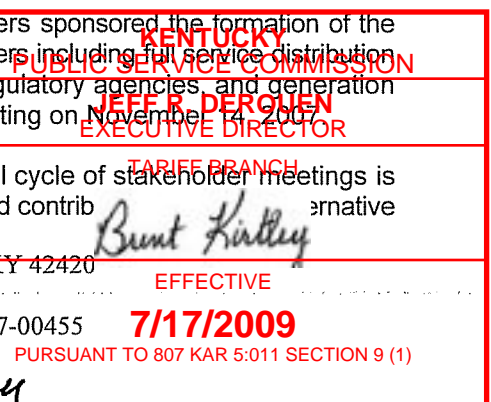 ers sponsored the formation of the
KENTUCKY
ers including full service distribution
PUBLIC SERVICE COMMISSION
gulatory agencies, and generation
JEFF R. DEROUEN
ting on November 14, 2007.
EXECUTIVE DIRECTOR
TARIFF BRANCH
l cycle of stakeholder meetings is
d contrib ernative
Bunt Kirtley
KY 42420
EFFECTIVE
7-00455 7/17/2009
PURSUANT TO 807 KAR 5:011 SECTION 9 (1)